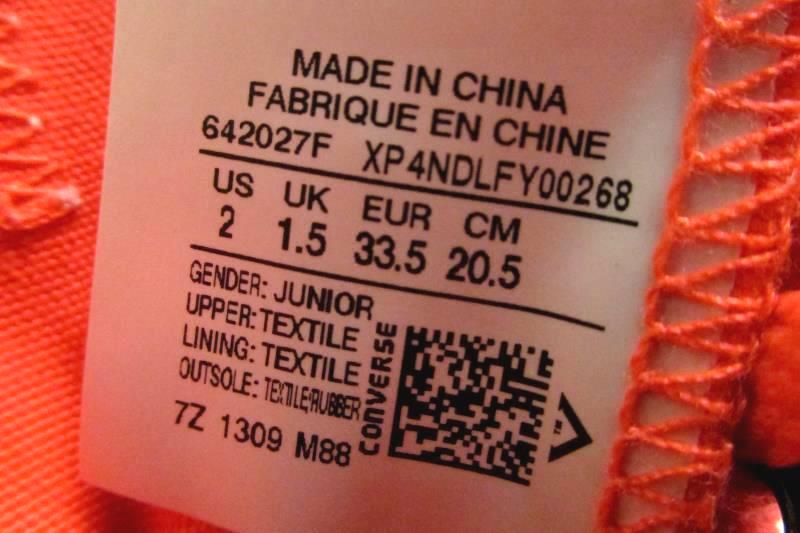 MADE IN CHINA
FABRIQUE EN CHINE
642027F XP4NDLFY00268
US UK EUR CM
2 1.5 33.5 20.5
GENDER: JUNIOR
UPPER: TEXTILE
LINING: TEXTILE
OUTSOLE: TEXTILE/RUBBER
7Z 1309 M88
CONVERSE
TM